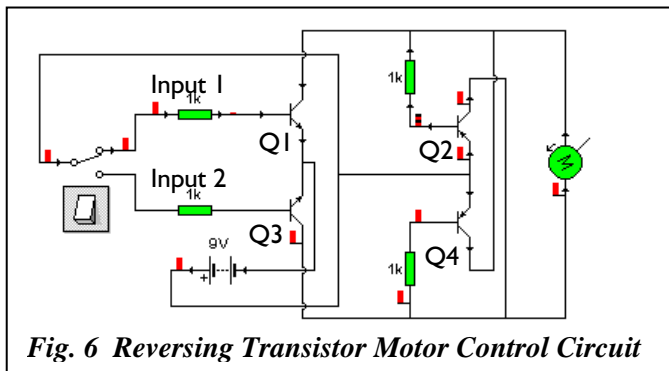 Input 1
1k
Q1
Input 2
1k
Q3
9V
+
1k
Q2
1k
Q4
Fig. 6 Reversing Transistor Motor Control Circuit